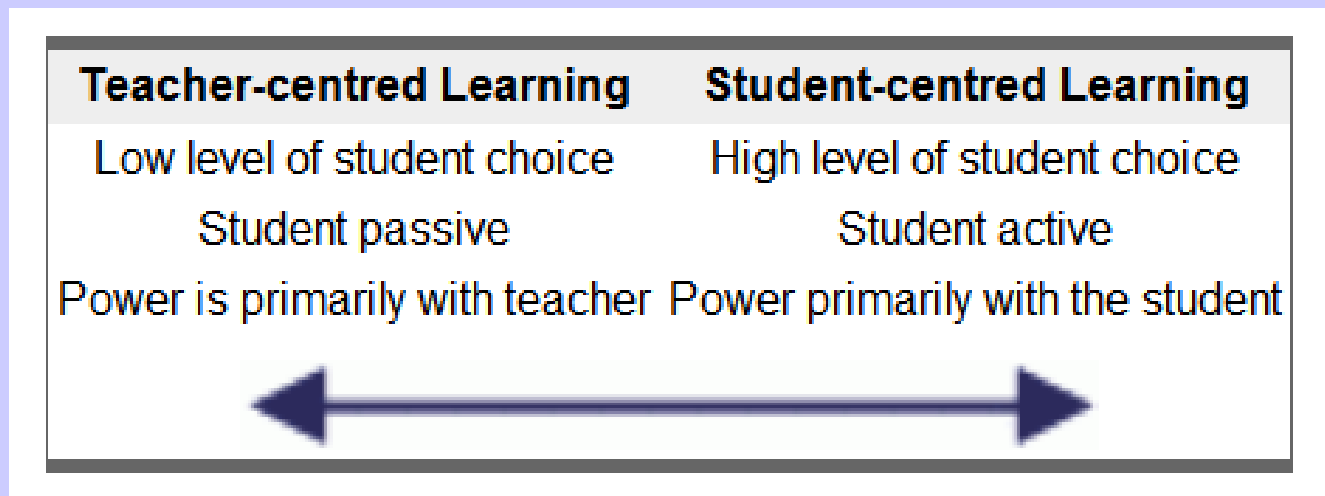 Teacher-centred Learning Student-centred Learning
Low level of student choice High level of student choice
Student passive Student active
Power is primarily with teacher Power primarily with the student